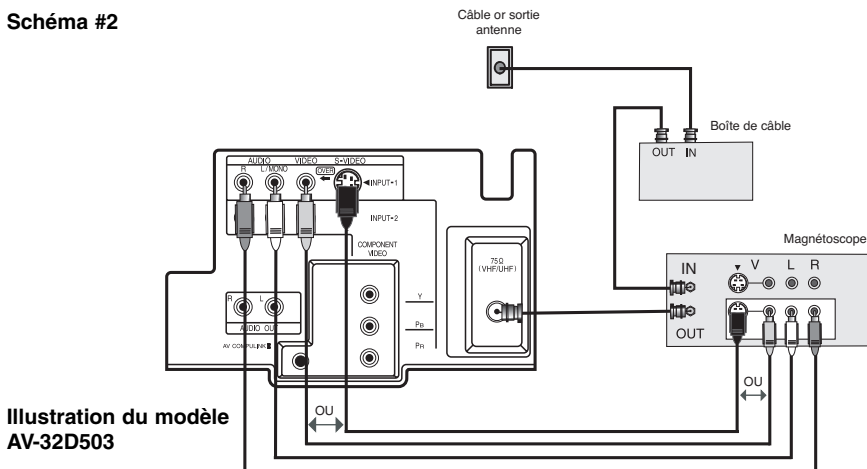 Schéma #2
Câble or sortie
antenne
Boîte de câble
OUT IN
Magnétoscope
AUDIO VIDEO S-VIDEO
R L/MONO
OVER
◄INPUT-1
INPUT-2
COMPONENT
VIDEO
75Ω
(VHF/UHF)
IN
V L R
OUT
R L
AUDIO OUT
AV COMPULINK
Y
PB
PR
OU
OU
Illustration du modèle
AV-32D503